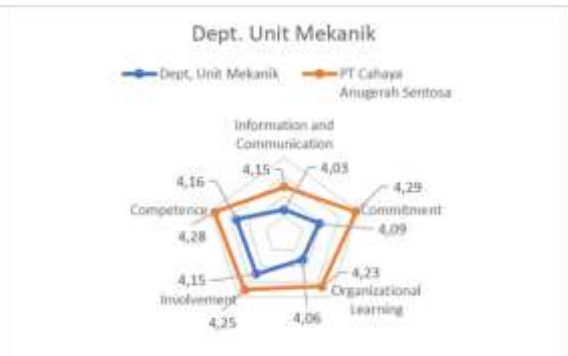 Dept. Unit Mekanik
Dept, Unit Mekanik
PT Cahaya
Anugerah Sentosa
Information and
Communication
4,15
4,03
4,16
4,29
Competence
Commitment
4,28
4,09
4,15
4,23
Involvement
Organizational
Learning
4,25
4,06